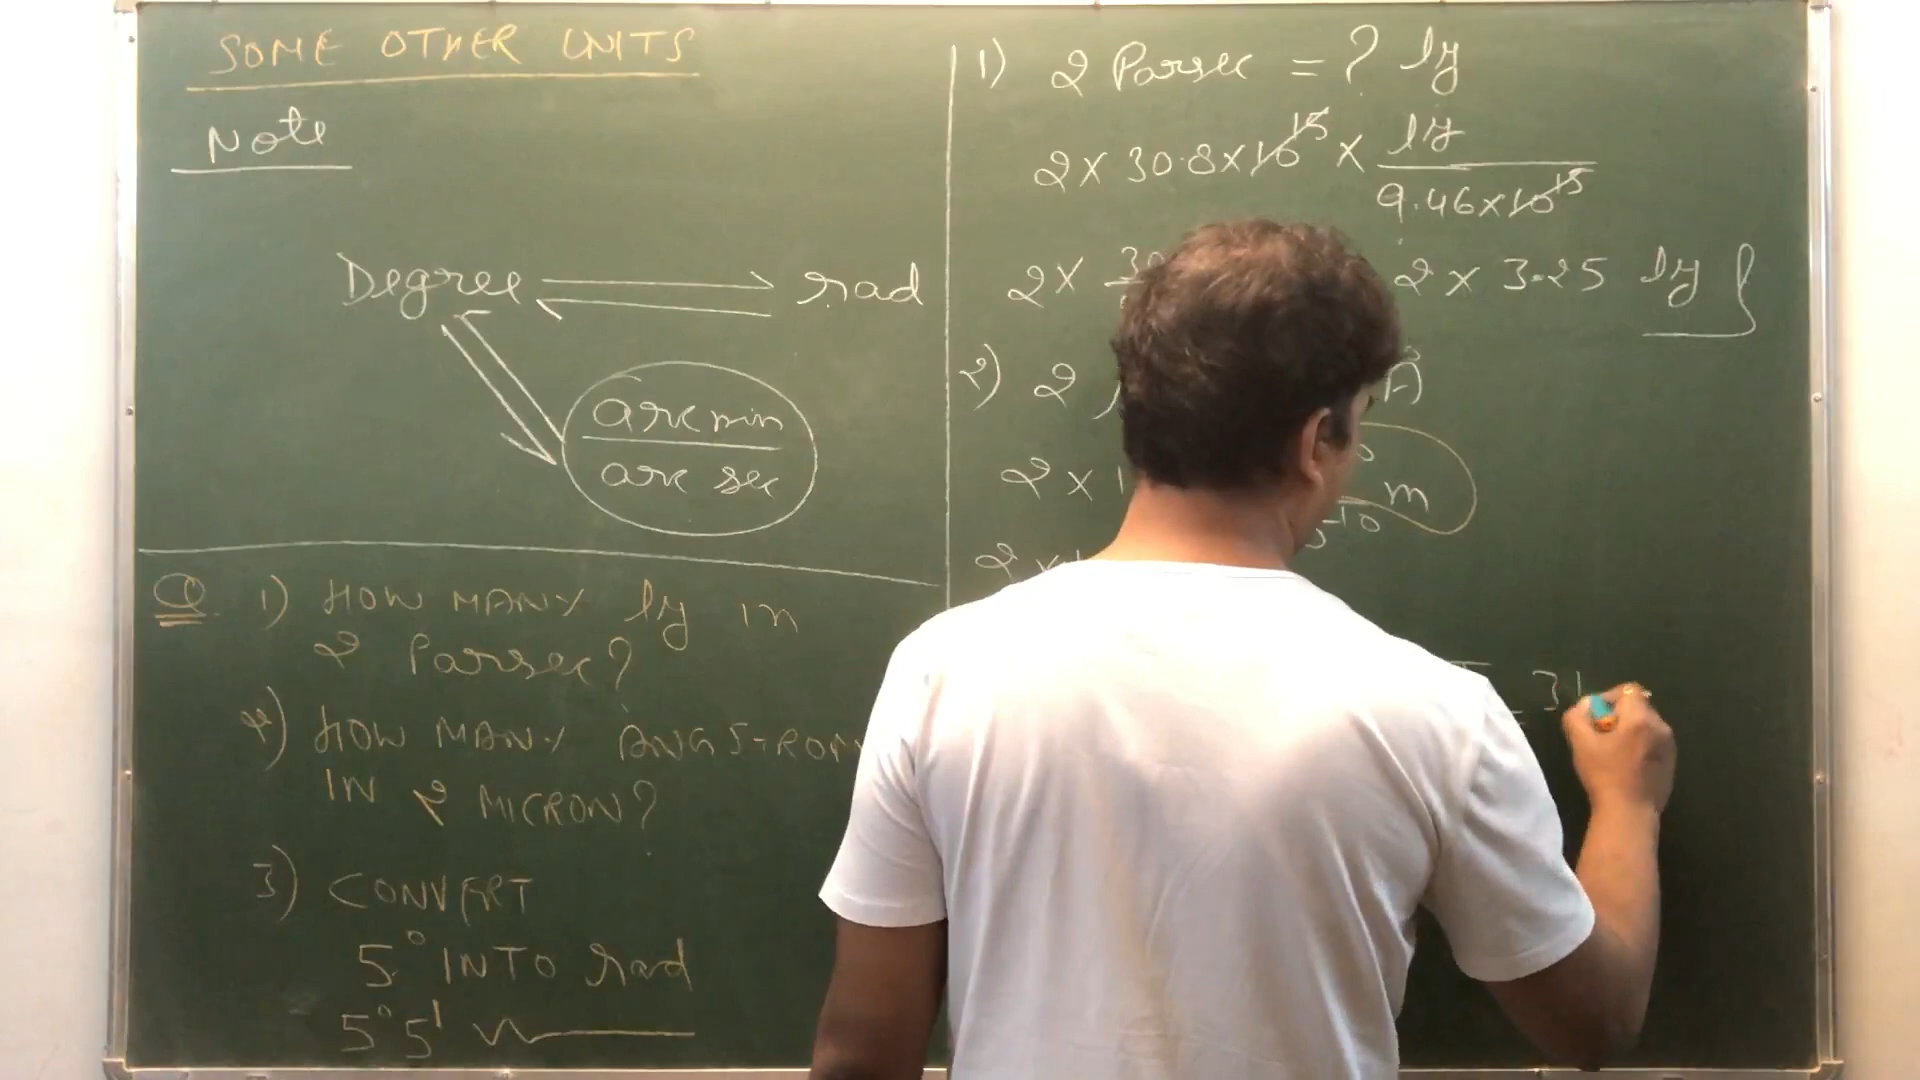 SOME OTHER UNITS
Note
Degree rad
arc min
arc sec
Q 1) HOW MANY ly IN
2 Parsec?
2) HOW MANY ANGSTROM
IN 2 MICRON?
3) CONVERT
5° INTO rad
5° 5'
1) 2 Parsec = ? ly
2 × 30.8 × 10^15 × ly
9.46 × 10^15
2 × 2 × 3.25 ly
2) 2 Å
2 × 1 m
2 ×